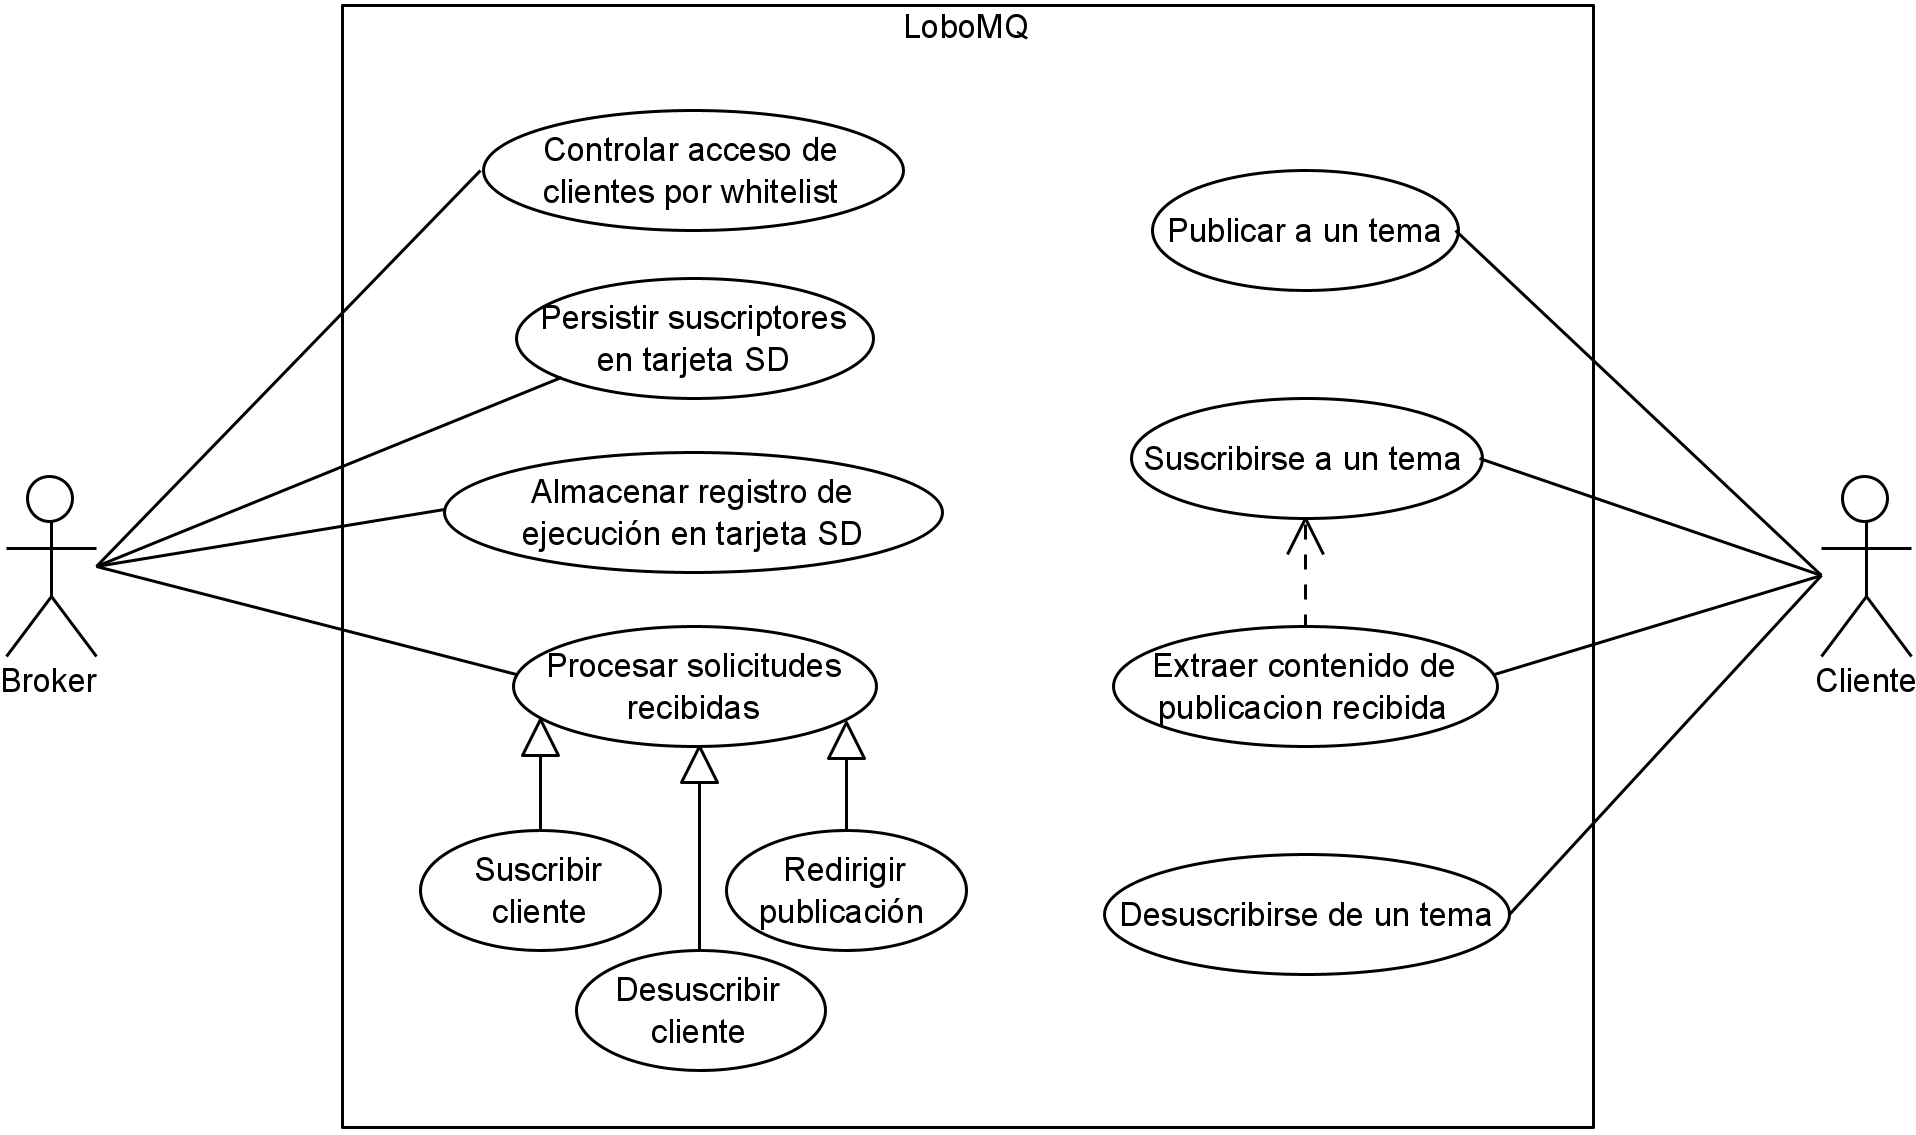 LoboMQ
Controlar acceso de
clientes por whitelist
Persistir suscriptores
en tarjeta SD
Almacenar registro de
ejecución en tarjeta SD
Procesar solicitudes
recibidas
Suscribir
cliente
Redirigir
publicación
Desuscribir
cliente
Broker
Publicar a un tema
Suscribirse a un tema
Extraer contenido de
publicacion recibida
Desuscribirse de un tema
Cliente